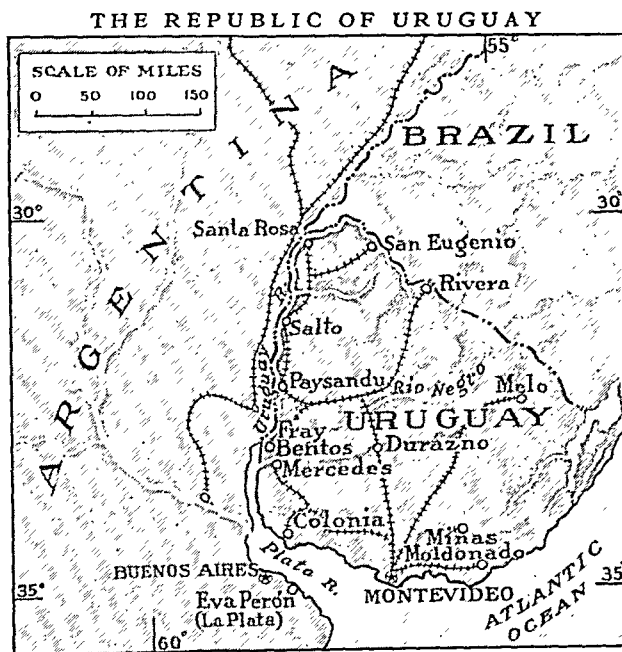 THE REPUBLIC OF URUGUAY
55°
SCALE OF MILES
0 50 100 150
ARGENTINA
BRAZIL
30°
30°
Santa Rosa
San Eugenio
Rivera
Uruguay R.
Salto
Paysandu
Rio Negro
Melo
URUGUAY
Fray
Bentos
Durazno
Mercedes
Colonia
Minas
Moldonado
Plata R.
BUENOS AIRES
MONTEVIDEO
35°
35°
Eva Perón
(La Plata)
ATLANTIC
OCEAN
60°